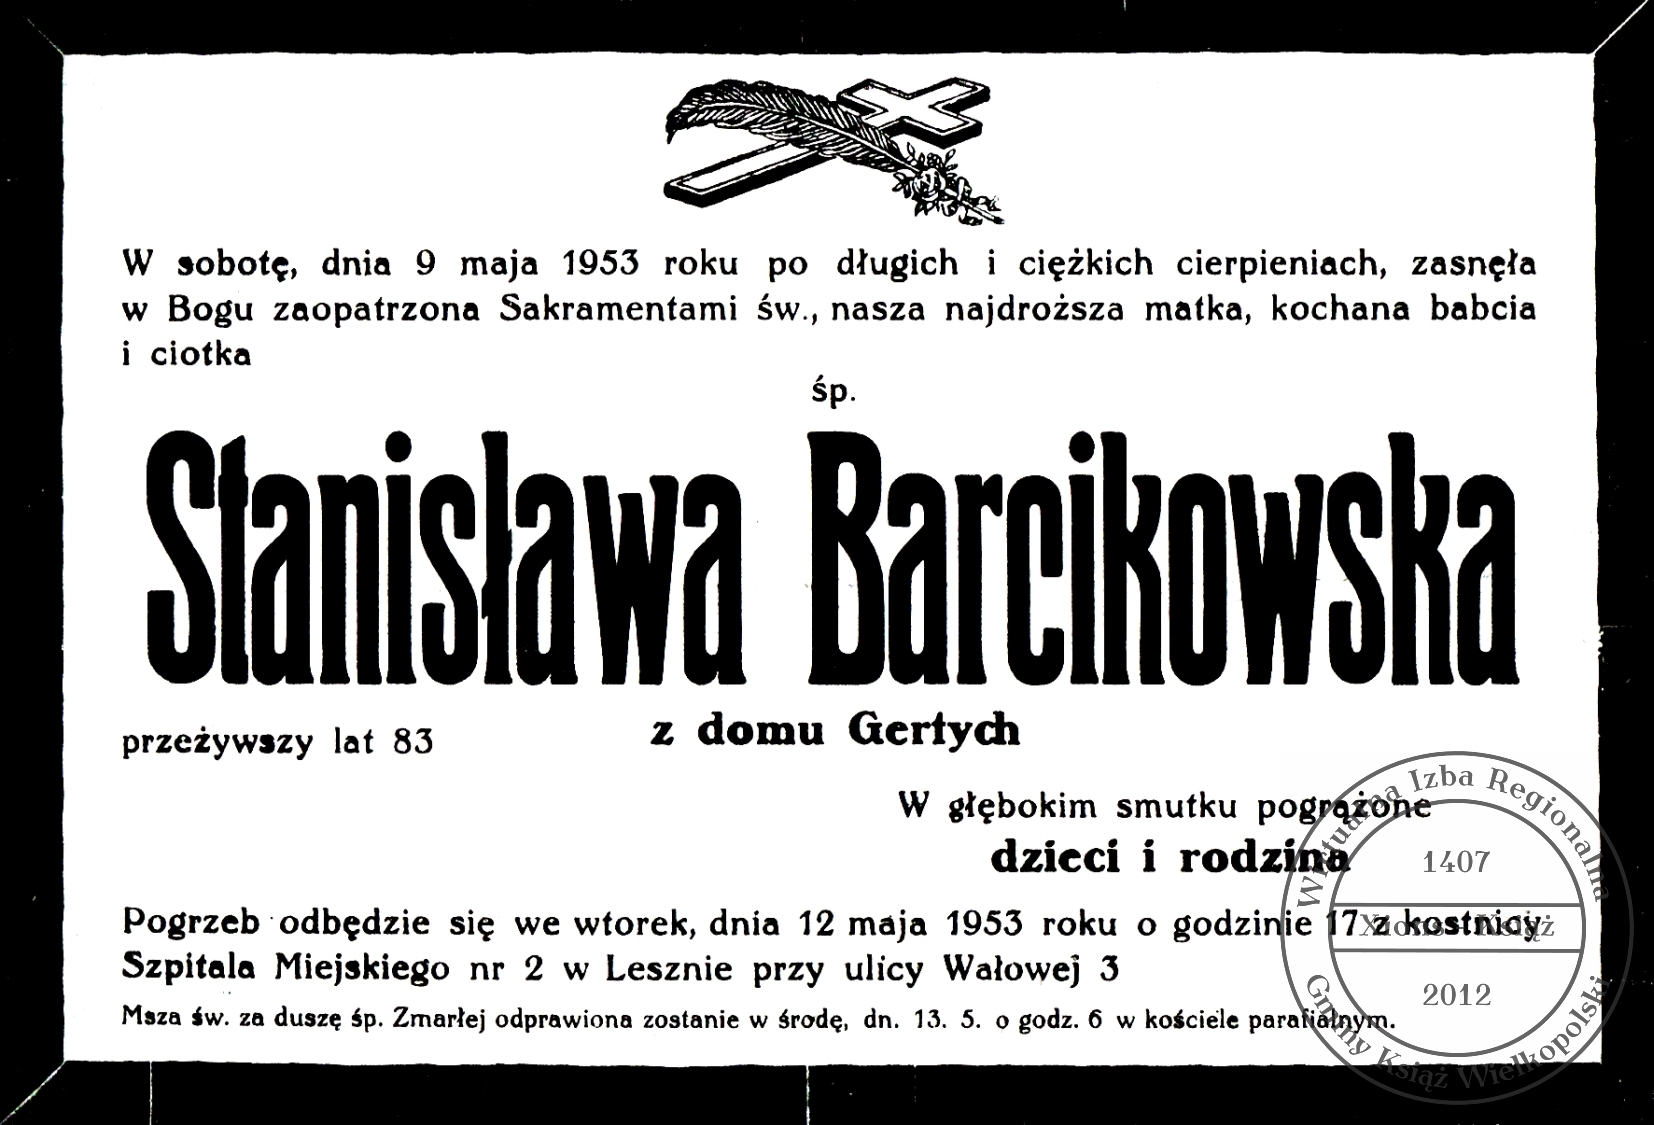 W sobotę, dnia 9 maja 1953 roku po długich i ciężkich cierpieniach, zasnęła
w Bogu zaopatrzona Sakramentami św., nasza najdroższa matka, kochana babcia
i ciotka
śp.
Stanisława Barcikowska
z domu Gertych
przeżywszy lat 83
W głębokim smutku pogrążone
dzieci i rodzina
Pogrzeb odbędzie się we wtorek, dnia 12 maja 1953 roku o godzinie 17 z kostnicy
Szpitala Miejskiego nr 2 w Lesznie przy ulicy Wałowej 3
Msza św. za duszę śp. Zmarłej odprawiona zostanie w środę, dn. 13. 5. o godz. 6 w kościele parafialnym.
Wirtualna Izba Regionalna
1407
Xions - Książ
2012
Gminy Książ Wielkopolski